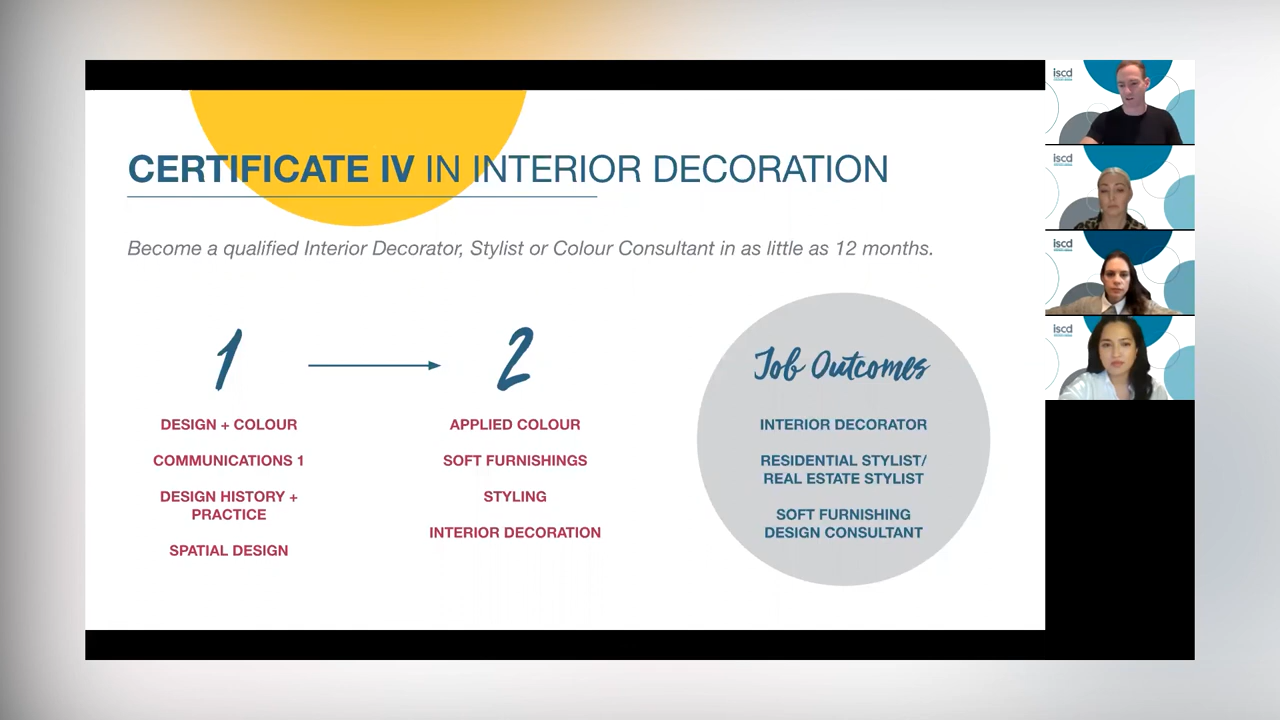 CERTIFICATE IV IN INTERIOR DECORATION
Become a qualified Interior Decorator, Stylist or Colour Consultant in as little as 12 months.
1
DESIGN + COLOUR
COMMUNICATIONS 1
DESIGN HISTORY +
PRACTICE
SPATIAL DESIGN
2
APPLIED COLOUR
SOFT FURNISHINGS
STYLING
INTERIOR DECORATION
Job Outcomes
INTERIOR DECORATOR
RESIDENTIAL STYLIST/
REAL ESTATE STYLIST
SOFT FURNISHING
DESIGN CONSULTANT
iscd
iscd
iscd
iscd